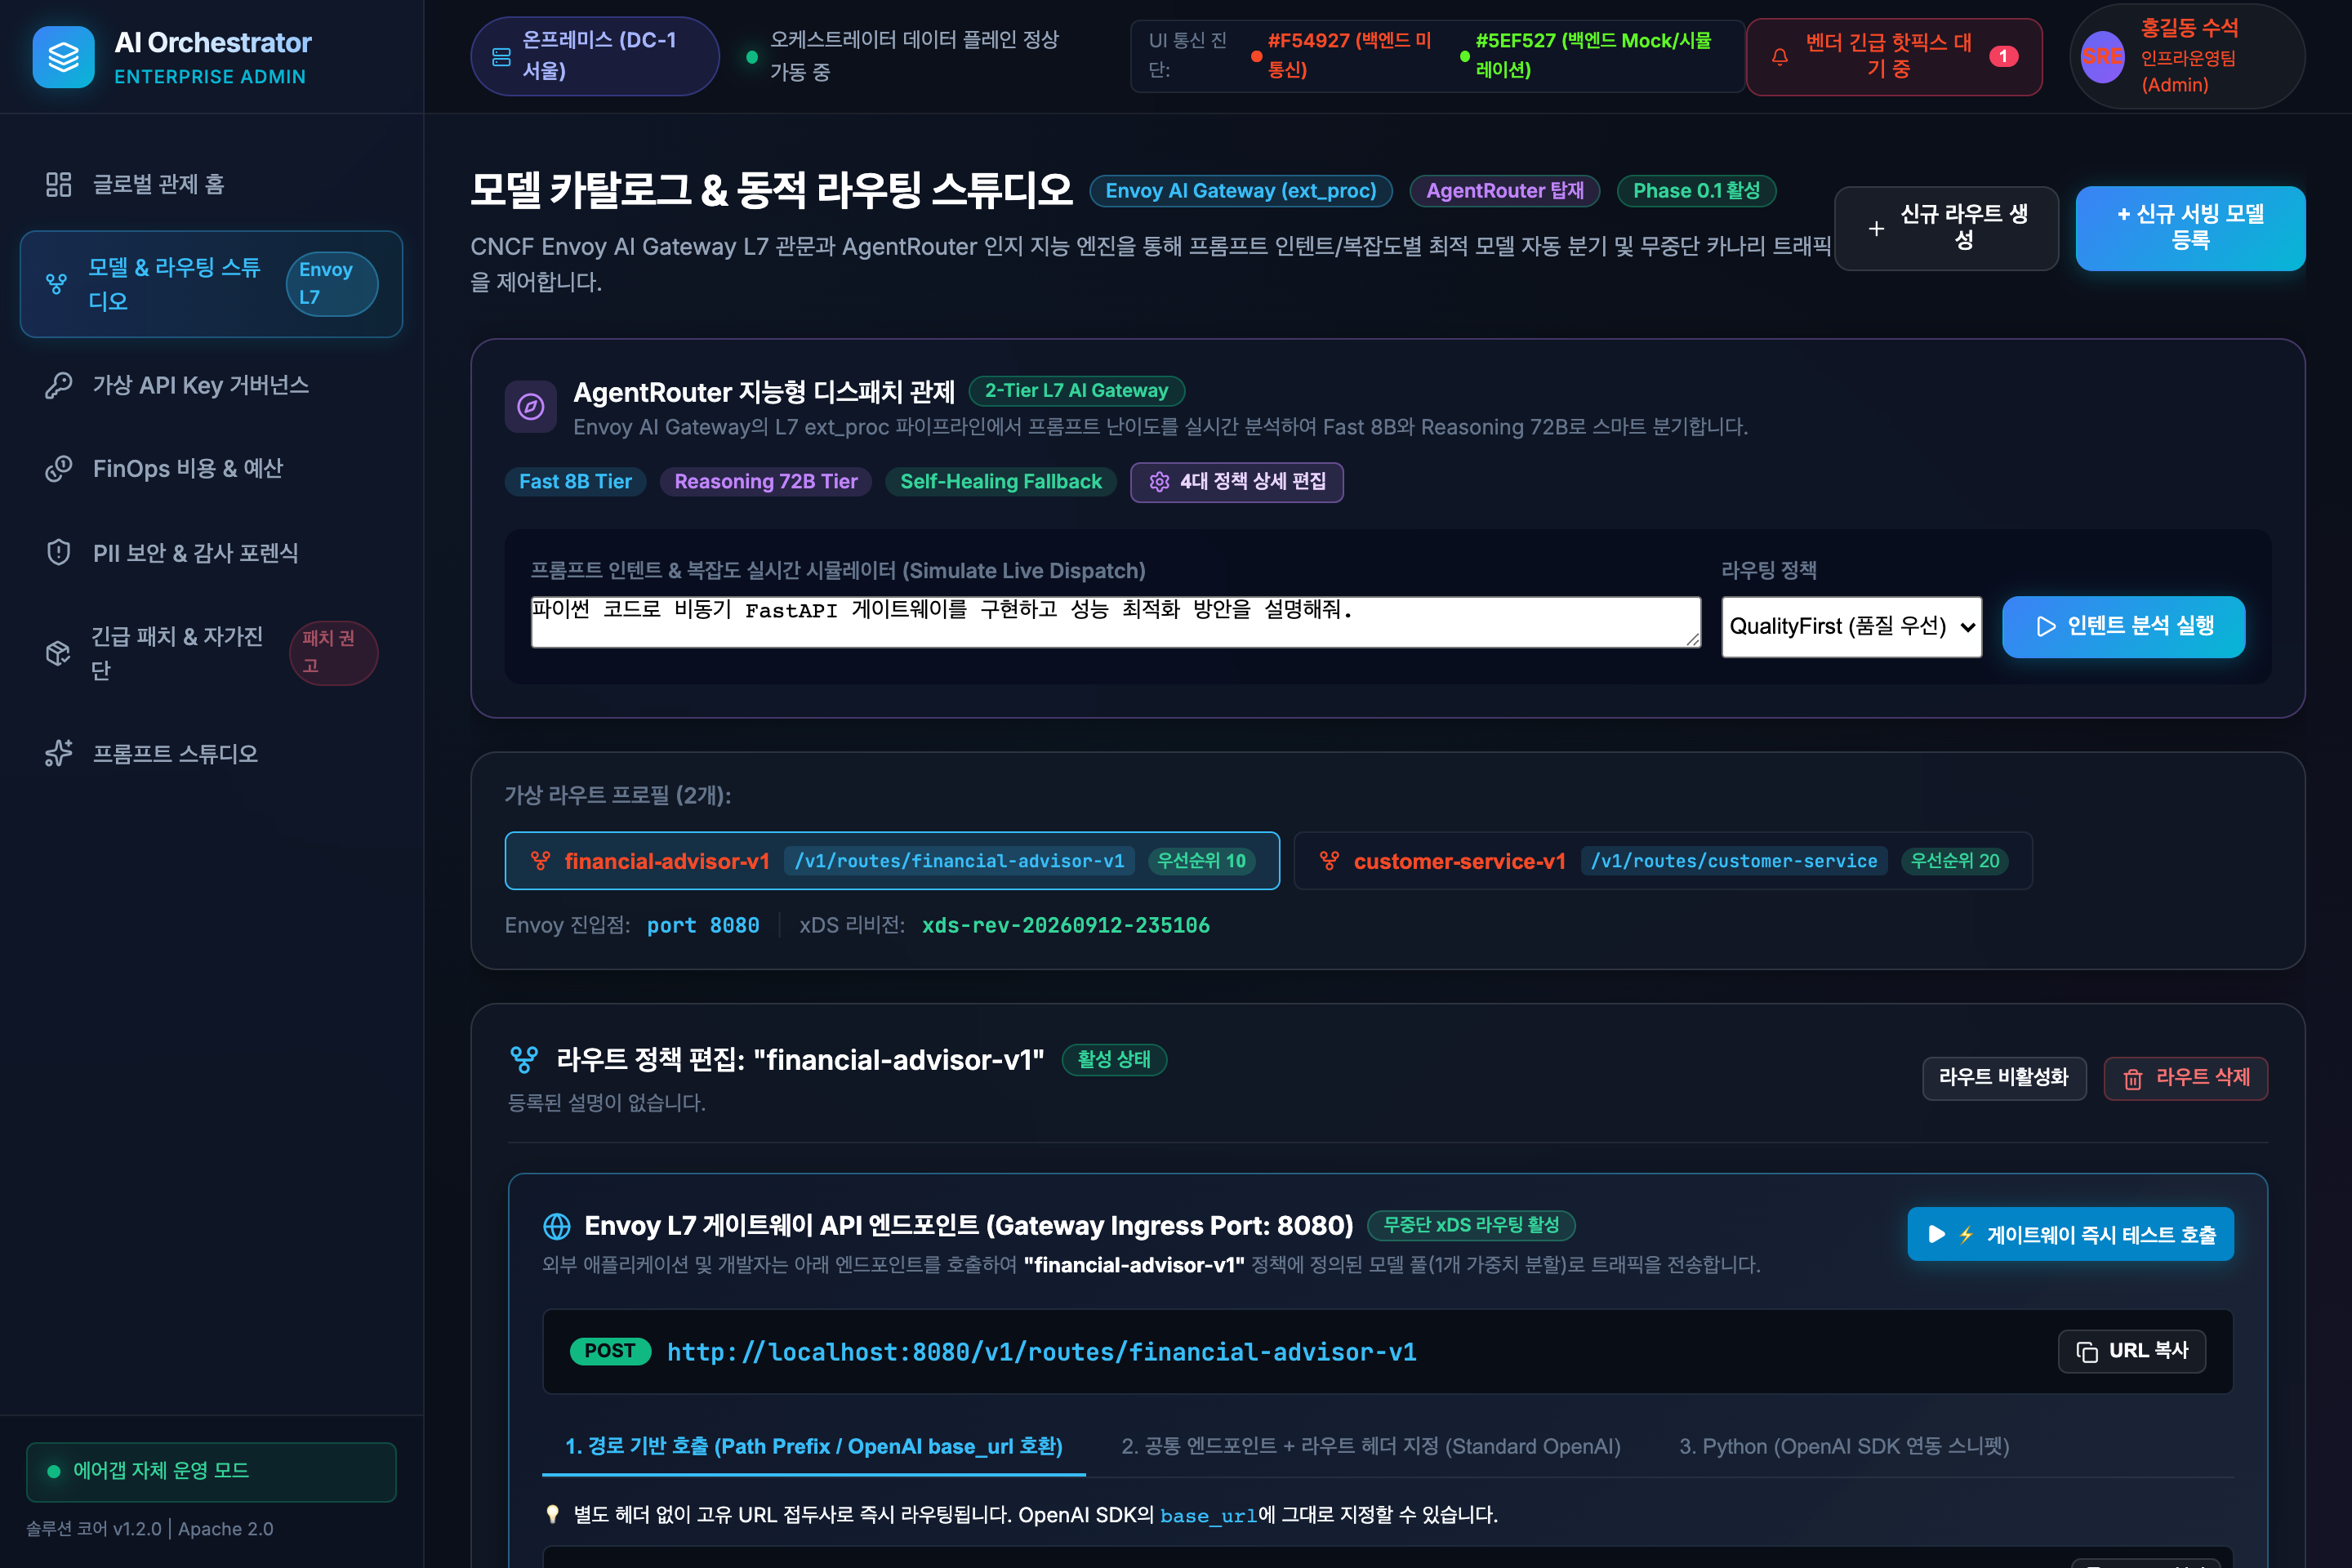 AI Orchestrator
ENTERPRISE ADMIN
온프레미스 (DC-1
서울)
오케스트레이터 데이터 플레인 정상
가동 중
UI 통신 진
단:
#F54927 (백엔드 미
통신)
#5EF527 (백엔드 Mock/시뮬
레이션)
벤더 긴급 핫픽스 대
기 중
1
SRE
홍길동 수석
인프라운영팀
(Admin)
글로벌 관제 홈
모델 & 라우팅 스튜
디오
Envoy
L7
가상 API Key 거버넌스
FinOps 비용 & 예산
PII 보안 & 감사 포렌식
긴급 패치 & 자가진
단
패치 권
고
프롬프트 스튜디오
에어갭 자체 운영 모드
솔루션 코어 v1.2.0 | Apache 2.0
모델 카탈로그 & 동적 라우팅 스튜디오
Envoy AI Gateway (ext_proc)
AgentRouter 탑재
Phase 0.1 활성
CNCF Envoy AI Gateway L7 관문과 AgentRouter 인지 지능 엔진을 통해 프롬프트 인텐트/복잡도별 최적 모델 자동 분기 및 무중단 카나리 트래픽
을 제어합니다.
신규 라우트 생
성
+ 신규 서빙 모델
등록
AgentRouter 지능형 디스패치 관제
2-Tier L7 AI Gateway
Envoy AI Gateway의 L7 ext_proc 파이프라인에서 프롬프트 난이도를 실시간 분석하여 Fast 8B와 Reasoning 72B로 스마트 분기합니다.
Fast 8B Tier
Reasoning 72B Tier
Self-Healing Fallback
4대 정책 상세 편집
프롬프트 인텐트 & 복잡도 실시간 시뮬레이터 (Simulate Live Dispatch)
파이썬 코드로 비동기 FastAPI 게이트웨이를 구현하고 성능 최적화 방안을 설명해줘.
라우팅 정책
QualityFirst (품질 우선)
인텐트 분석 실행
가상 라우트 프로필 (2개):
financial-advisor-v1 /v1/routes/financial-advisor-v1 우선순위 10
customer-service-v1 /v1/routes/customer-service 우선순위 20
Envoy 진입점: port 8080
xDS 리비전: xds-rev-20260912-235106
라우트 정책 편집: "financial-advisor-v1"
활성 상태
등록된 설명이 없습니다.
라우트 비활성화
라우트 삭제
Envoy L7 게이트웨이 API 엔드포인트 (Gateway Ingress Port: 8080)
무중단 xDS 라우팅 활성
외부 애플리케이션 및 개발자는 아래 엔드포인트를 호출하여 "financial-advisor-v1" 정책에 정의된 모델 풀(1개 가중치 분할)로 트래픽을 전송합니다.
게이트웨이 즉시 테스트 호출
POST
http://localhost:8080/v1/routes/financial-advisor-v1
URL 복사
1. 경로 기반 호출 (Path Prefix / OpenAI base_url 호환)
2. 공통 엔드포인트 + 라우트 헤더 지정 (Standard OpenAI)
3. Python (OpenAI SDK 연동 스니펫)
별도 헤더 없이 고유 URL 접두사로 즉시 라우팅됩니다. OpenAI SDK의 base_url에 그대로 지정할 수 있습니다.